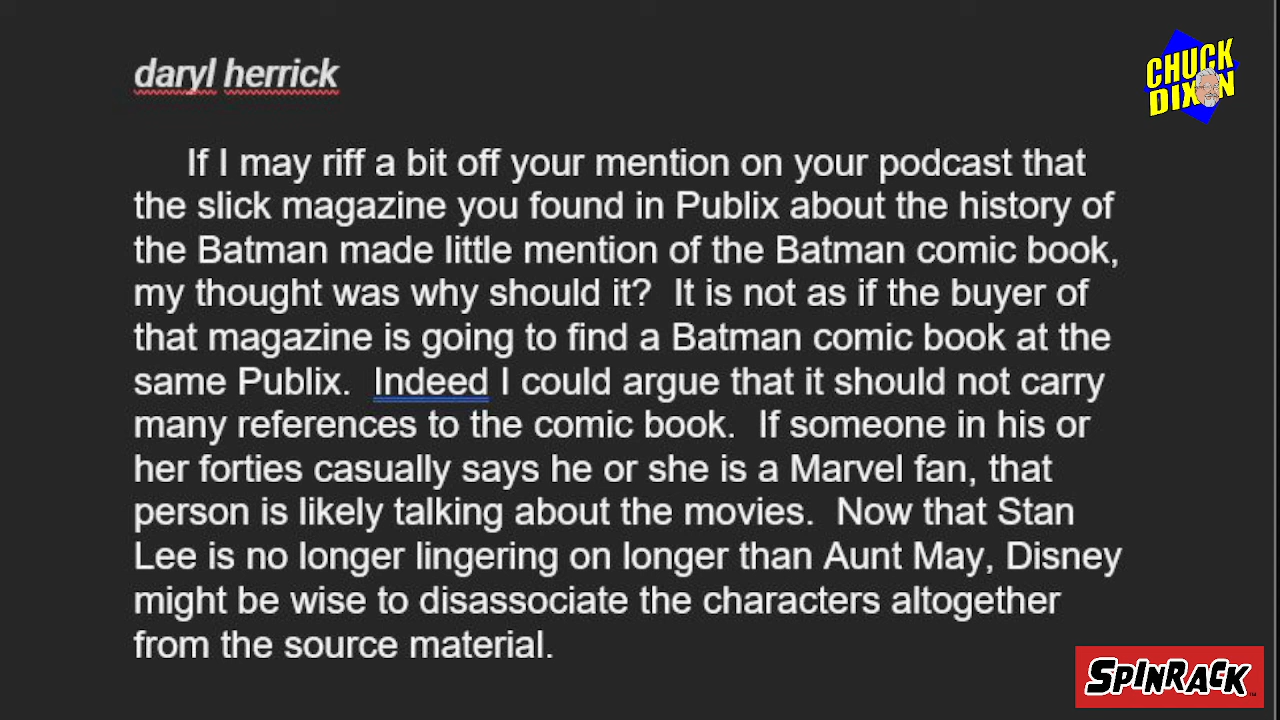 daryl herrick
CHUCK
DIXON
If I may riff a bit off your mention on your podcast that
the slick magazine you found in Publix about the history of
the Batman made little mention of the Batman comic book,
my thought was why should it?  It is not as if the buyer of
that magazine is going to find a Batman comic book at the
same Publix.  Indeed I could argue that it should not carry
many references to the comic book.  If someone in his or
her forties casually says he or she is a Marvel fan, that
person is likely talking about the movies.  Now that Stan
Lee is no longer lingering on longer than Aunt May, Disney
might be wise to disassociate the characters altogether
from the source material.
SPINRACK